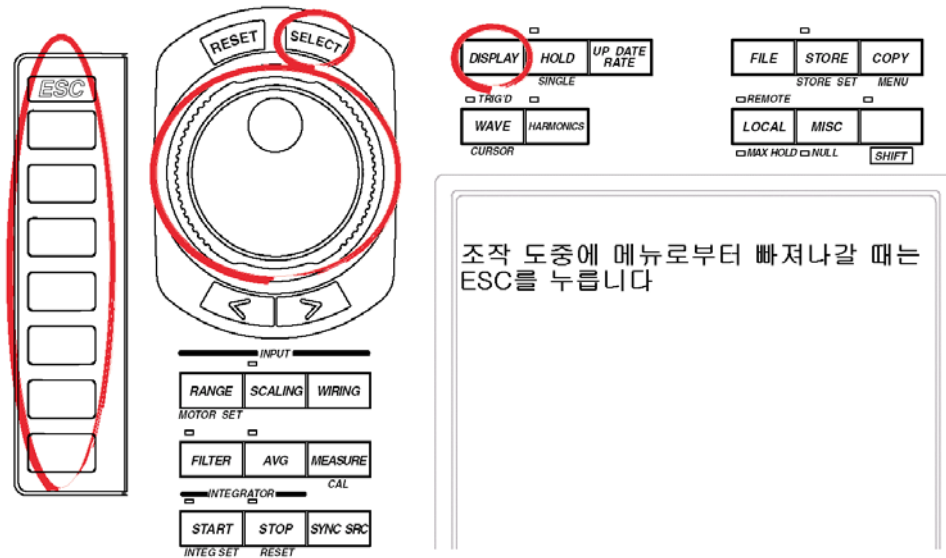 ESC
RESET
SELECT
DISPLAY
HOLD
UP DATE
RATE
SINGLE
FILE
STORE
COPY
STORE SET
MENU
TRIG'D
WAVE
HARMONICS
CURSOR
REMOTE
LOCAL
MISC
MAX HOLD
NULL
SHIFT
조작 도중에 메뉴로부터 빠져나갈 때는
ESC를 누릅니다
INPUT
RANGE
SCALING
WIRING
MOTOR SET
FILTER
AVG
MEASURE
CAL
INTEGRATOR
START
STOP
SYNC SRC
INTEG SET
RESET